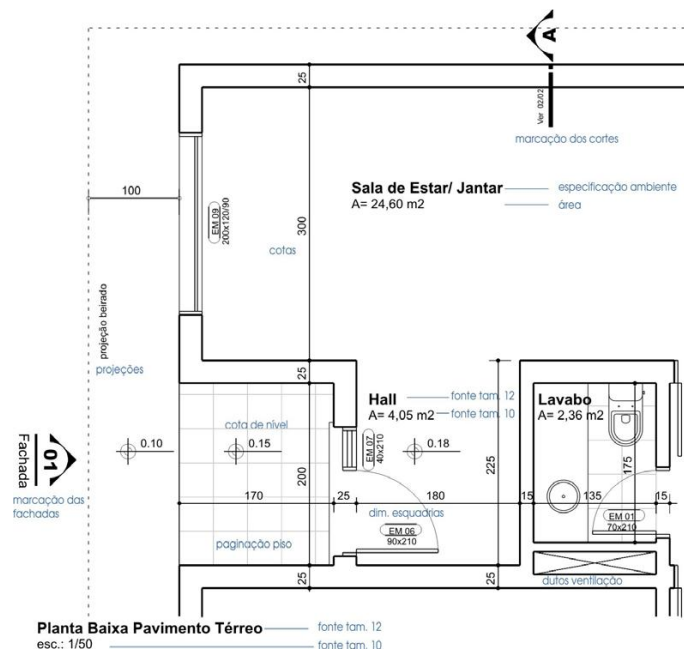 A
Ver 02/02
marcação dos cortes
25
100
EM 09
200x120/90
300
Sala de Estar/ Jantar
especificação ambiente
A= 24,60 m2
área
cotas
projeção beirado
projeções
25
Hall
fonte tam. 12
A= 4,05 m2
fonte tam. 10
Lavabo
A= 2,36 m2
cota de nível
01
Fachada
0.10
0.15
EM 07
40x210
0.18
200
225
175
marcação das
fachadas
170
25
180
15
135
15
dim. esquadrias
EM 06
90x210
EM 01
70x210
paginação piso
25
25
dutos ventilação
Planta Baixa Pavimento Térreo
fonte tam. 12
esc.: 1/50
fonte tam. 10